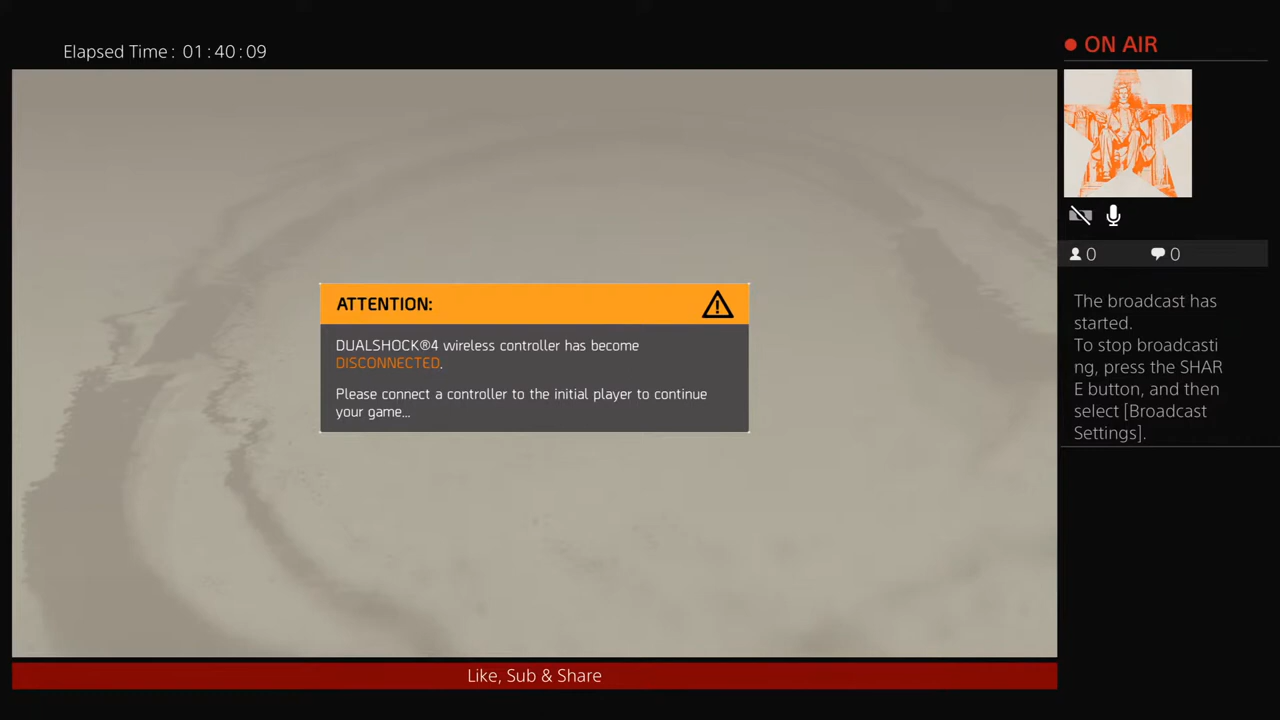 Elapsed Time: 01:40:09
ON AIR
0 0
ATTENTION:
DUALSHOCK®4 wireless controller has become
DISCONNECTED.
Please connect a controller to the initial player to continue
your game...
The broadcast has
started.
To stop broadcasti
ng, press the SHAR
E button, and then
select [Broadcast
Settings].
Like, Sub & Share